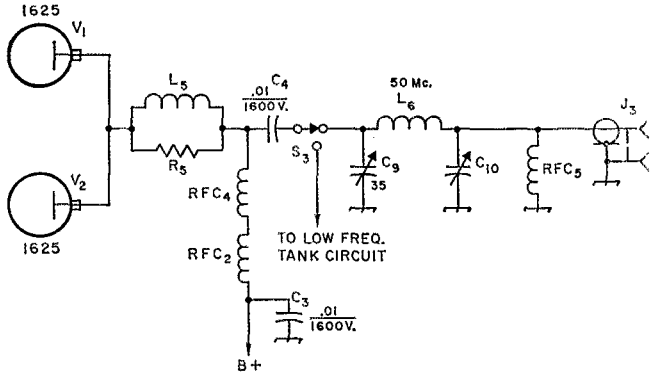 1625
V1
L5
R5
C4
.01
1600V.
S3
50 Mc.
L6
C9
35
C10
RFC5
J3
V2
1625
RFC4
RFC2
TO LOW FREQ.
TANK CIRCUIT
C3
.01
1600V.
B+